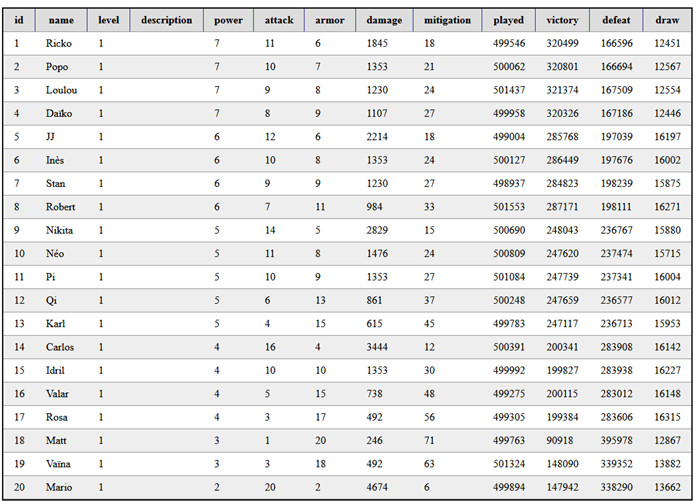 id name level description power attack armor damage mitigation played victory defeat draw
1 Ricko 1 7 11 6 1845 18 499546 320499 166596 12451
2 Popo 1 7 10 7 1353 21 500062 320801 166694 12567
3 Loulou 1 7 9 8 1230 24 501437 321374 167509 12554
4 Daïko 1 7 8 9 1107 27 499958 320326 167186 12446
5 JJ 1 6 12 6 2214 18 499004 285768 197039 16197
6 Inès 1 6 10 8 1353 24 500127 286449 197676 16002
7 Stan 1 6 9 9 1230 27 498937 284823 198239 15875
8 Robert 1 6 7 11 984 33 501553 287171 198111 16271
9 Nikita 1 5 14 5 2829 15 500690 248043 236767 15880
10 Néo 1 5 11 8 1476 24 500809 247620 237474 15715
11 Pi 1 5 10 9 1353 27 501084 247739 237341 16004
12 Qi 1 5 6 13 861 37 500248 247659 236577 16012
13 Karl 1 5 4 15 615 45 499783 247117 236713 15953
14 Carlos 1 4 16 4 3444 12 500391 200341 283908 16142
15 Idril 1 4 10 10 1353 30 499992 199827 283938 16227
16 Valar 1 4 5 15 738 48 499275 200115 283012 16148
17 Rosa 1 4 3 17 492 56 499305 199384 283606 16315
18 Matt 1 3 1 20 246 71 499763 90918 395978 12867
19 Vaïna 1 3 3 18 492 63 501324 148090 339352 13882
20 Mario 1 2 20 2 4674 6 499894 147942 338290 13662